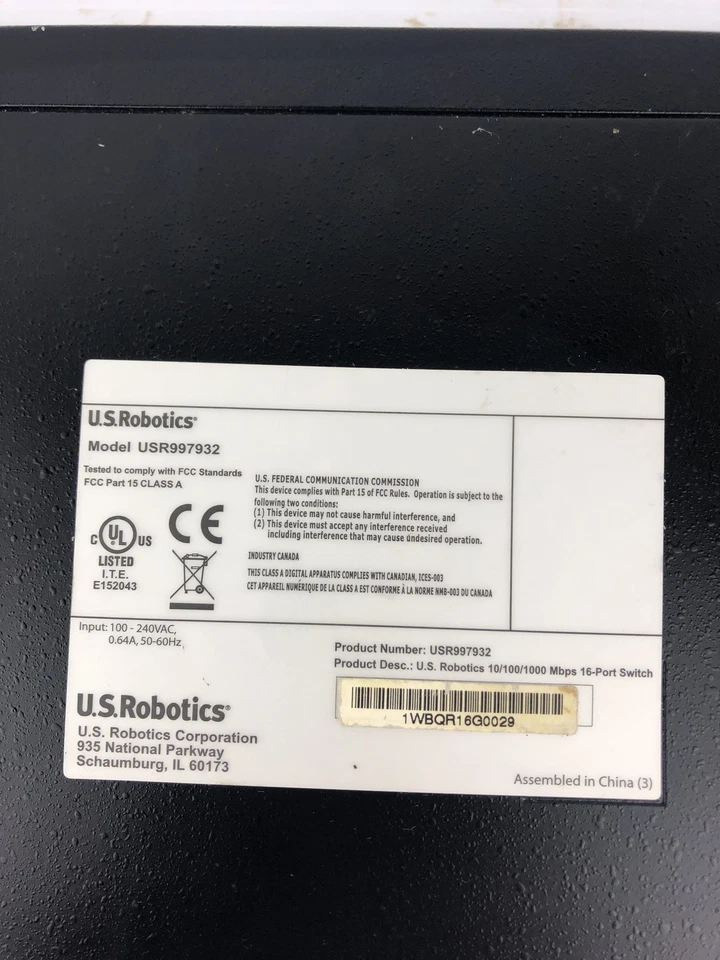 U.S.Robotics®
Model USR997932
Tested to comply with FCC Standards
FCC Part 15 CLASS A
C UL US
LISTED
I.T.E.
E152043
CE
U.S. FEDERAL COMMUNICATION COMMISSION
This device complies with Part 15 of FCC Rules. Operation is subject to the
following two conditions:
(1) This device may not cause harmful interference, and
(2) This device must accept any interference received
including interference that may cause undesired operation.
INDUSTRY CANADA
THIS CLASS A DIGITAL APPARATUS COMPLIES WITH CANADIAN, ICES-003
CET APPAREIL NUMÉRIQUE DE LA CLASS A EST CONFORME À LA NORME NMB-003 DU CANADA
Input: 100 - 240VAC,
0.64A, 50-60Hz
U.S.Robotics®
U.S. Robotics Corporation
935 National Parkway
Schaumburg, IL 60173
Product Number: USR997932
Product Desc.: U.S. Robotics 10/100/1000 Mbps 16-Port Switch
1WBQR16G0029
Assembled in China (3)